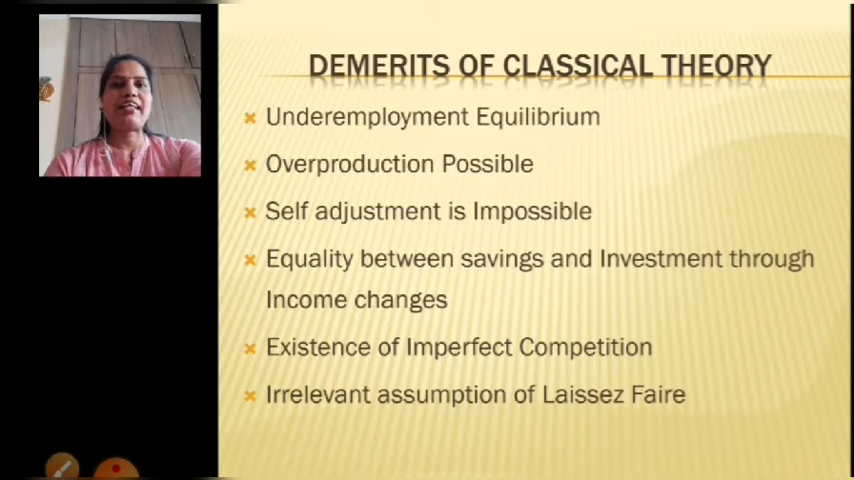 DEMERITS OF CLASSICAL THEORY
Underemployment Equilibrium
Overproduction Possible
Self adjustment is Impossible
Equality between savings and Investment through
Income changes
Existence of Imperfect Competition
Irrelevant assumption of Laissez Faire